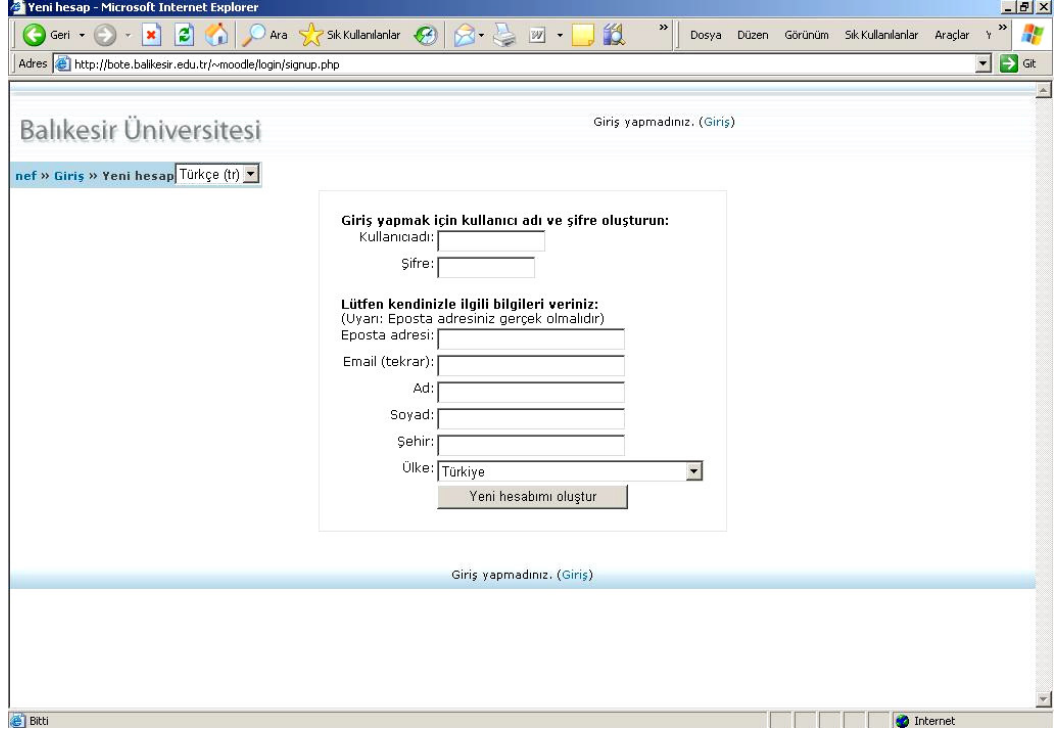 Yeni hesap - Microsoft Internet Explorer
Geri Ara Sık Kullanılanlar » Dosya Düzen Görünüm Sık Kullanılanlar Araçlar Y »
Adres http://bote.balikesir.edu.tr/~moodle/login/signup.php Git
Balıkesir Üniversitesi
Giriş yapmadınız. (Giriş)
nef » Giriş » Yeni hesap Türkçe (tr)
Giriş yapmak için kullanıcı adı ve şifre oluşturun:
Kullanıcıadı:
Şifre:
Lütfen kendinizle ilgili bilgileri veriniz:
(Uyarı: Eposta adresiniz gerçek olmalıdır)
Eposta adresi:
Email (tekrar):
Ad:
Soyad:
Şehir:
Ülke: Türkiye
Yeni hesabımı oluştur
Giriş yapmadınız. (Giriş)
Bitti Internet